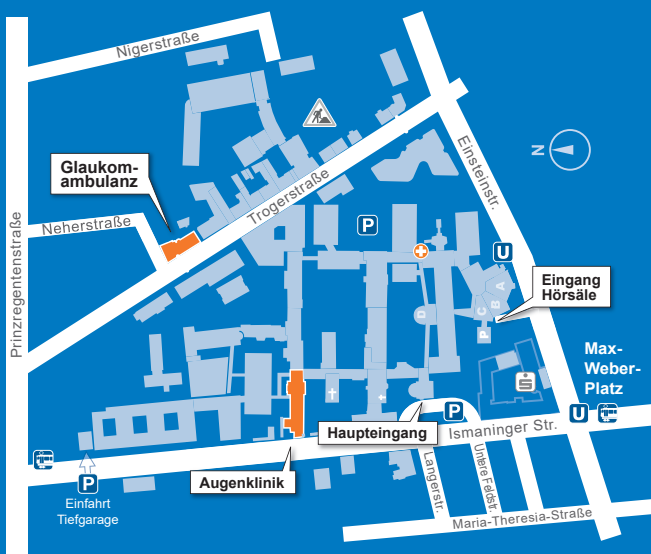 Nigerstraße
Glaukom-
ambulanz
Trogerstraße
Neherstraße
Prinzregentenstraße
Einsteinstr.
N
P
U
Eingang
Hörsäle
A
B
C
D
P
S
Max-
Weber-
Platz
U
Haupteingang
P
Ismaninger Str.
Augenklinik
P
Einfahrt
Tiefgarage
Langerstr.
Untere Feldstr.
Maria-Theresia-Straße